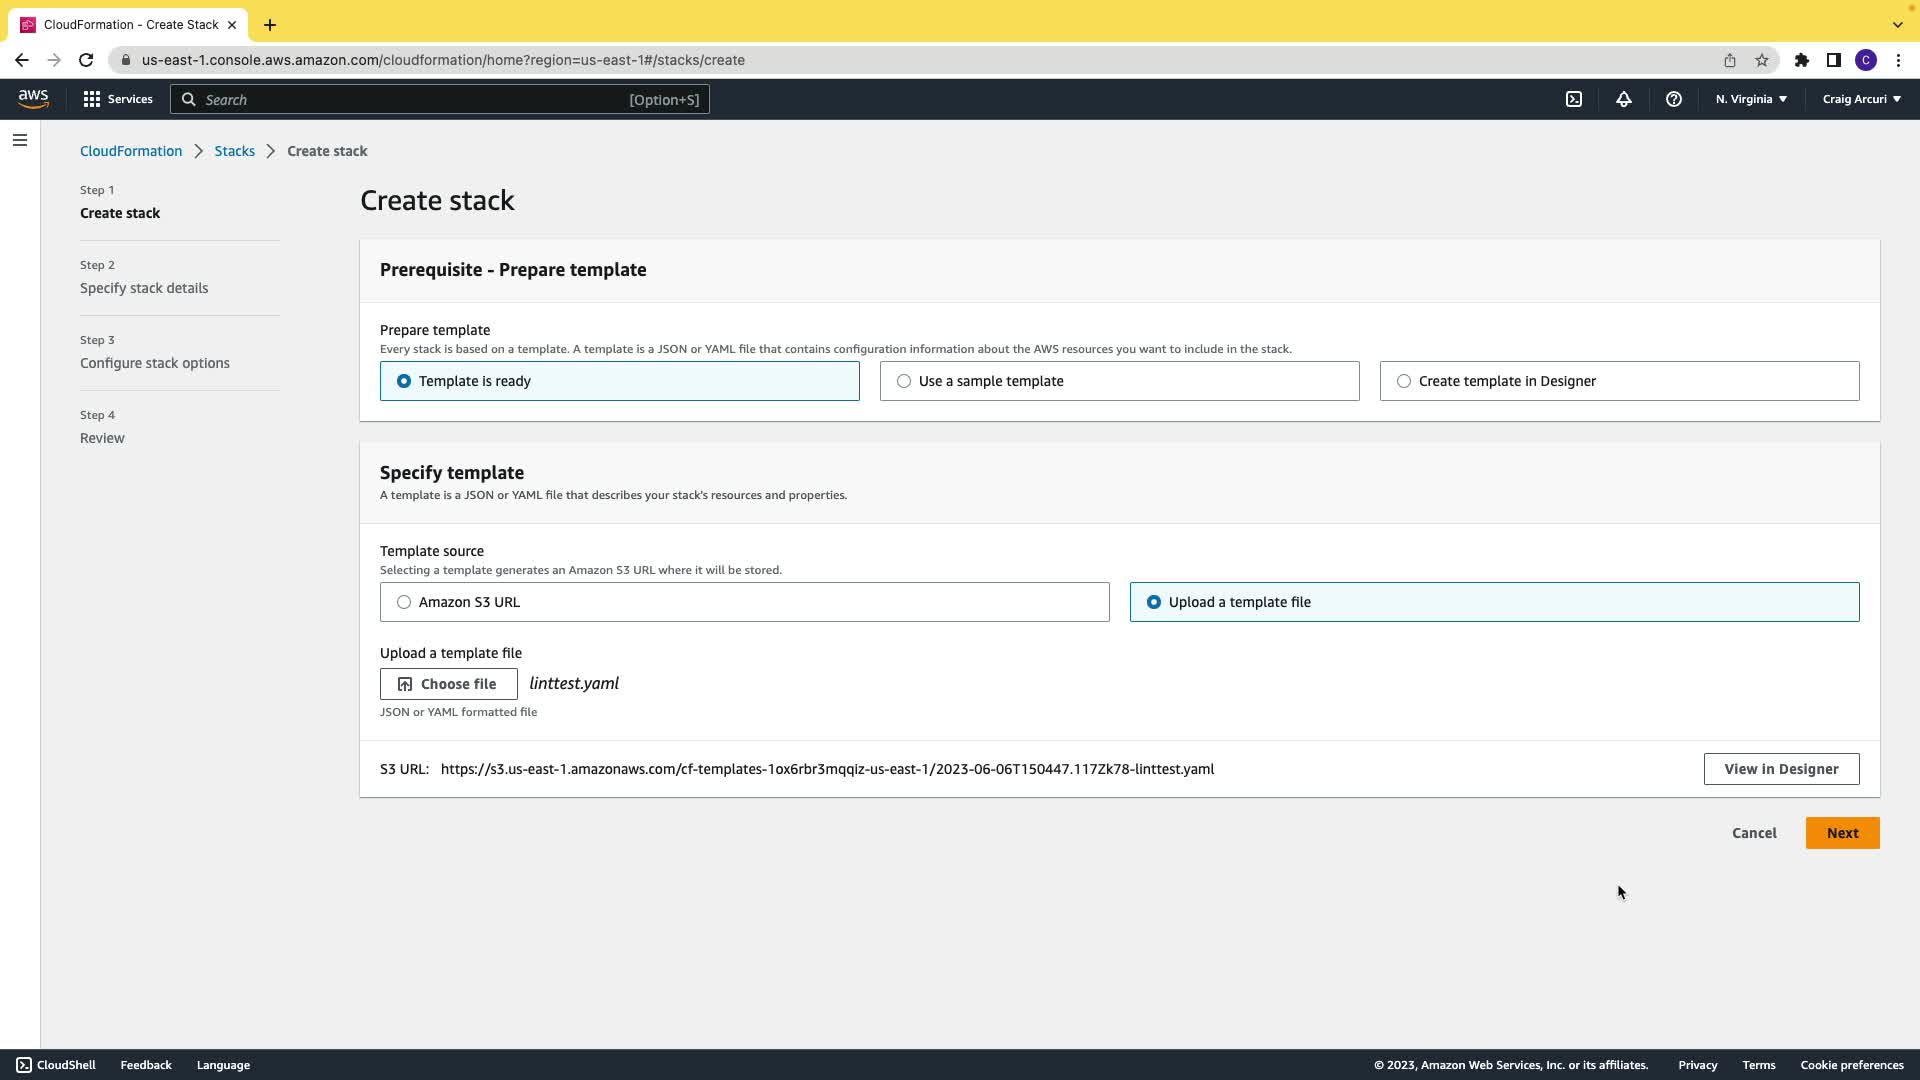 CloudFormation - Create Stack
us-east-1.console.aws.amazon.com/cloudformation/home?region=us-east-1#/stacks/create
C
aws
Services
Search
[Option+S]
N. Virginia
Craig Arcuri
CloudFormation
Stacks
Create stack
Step 1
Create stack
Step 2
Specify stack details
Step 3
Configure stack options
Step 4
Review
Create stack
Prerequisite - Prepare template
Prepare template
Every stack is based on a template. A template is a JSON or YAML file that contains configuration information about the AWS resources you want to include in the stack.
Template is ready
Use a sample template
Create template in Designer
Specify template
A template is a JSON or YAML file that describes your stack's resources and properties.
Template source
Selecting a template generates an Amazon S3 URL where it will be stored.
Amazon S3 URL
Upload a template file
Upload a template file
Choose file
linttest.yaml
JSON or YAML formatted file
S3 URL: https://s3.us-east-1.amazonaws.com/cf-templates-1ox6rbr3mqqiz-us-east-1/2023-06-06T150447.117Zk78-linttest.yaml
View in Designer
Cancel
Next
CloudShell
Feedback
Language
© 2023, Amazon Web Services, Inc. or its affiliates.
Privacy
Terms
Cookie preferences